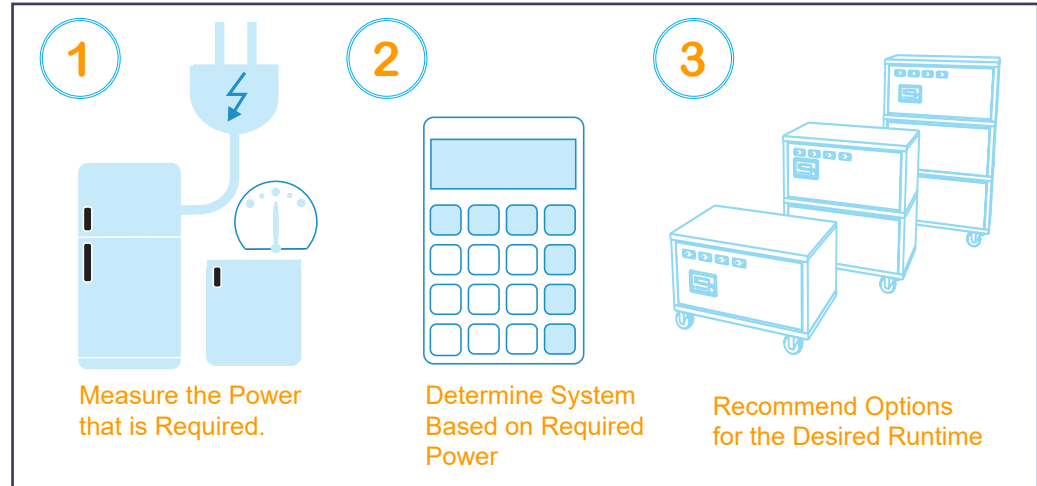 1
2
3
Measure the Power
that is Required.
Determine System
Based on Required
Power
Recommend Options
for the Desired Runtime